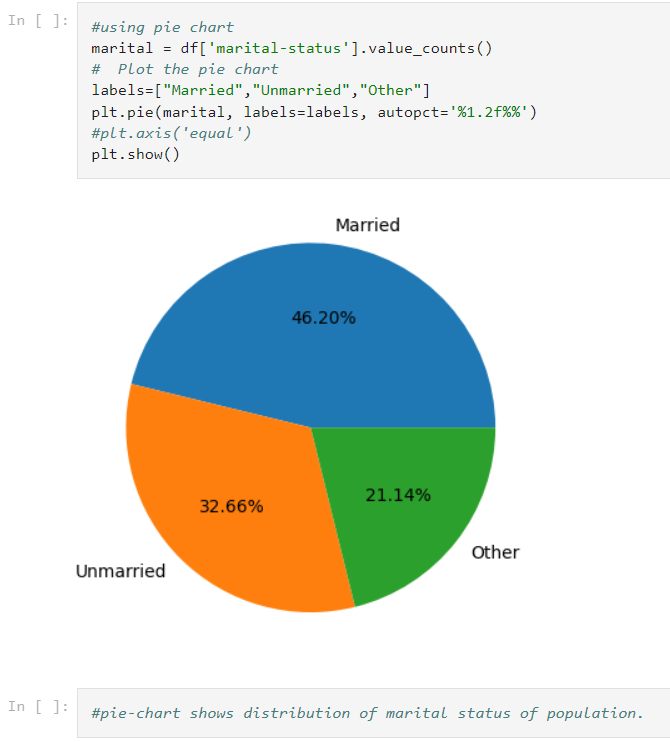 In [ ]:
#using pie chart
marital = df['marital-status'].value_counts()
#  Plot the pie chart
labels=["Married","Unmarried","Other"]
plt.pie(marital, labels=labels, autopct='%1.2f%%')
#plt.axis('equal')
plt.show()
Married
46.20%
32.66%
21.14%
Other
Unmarried
In [ ]:
#pie-chart shows distribution of marital status of population.